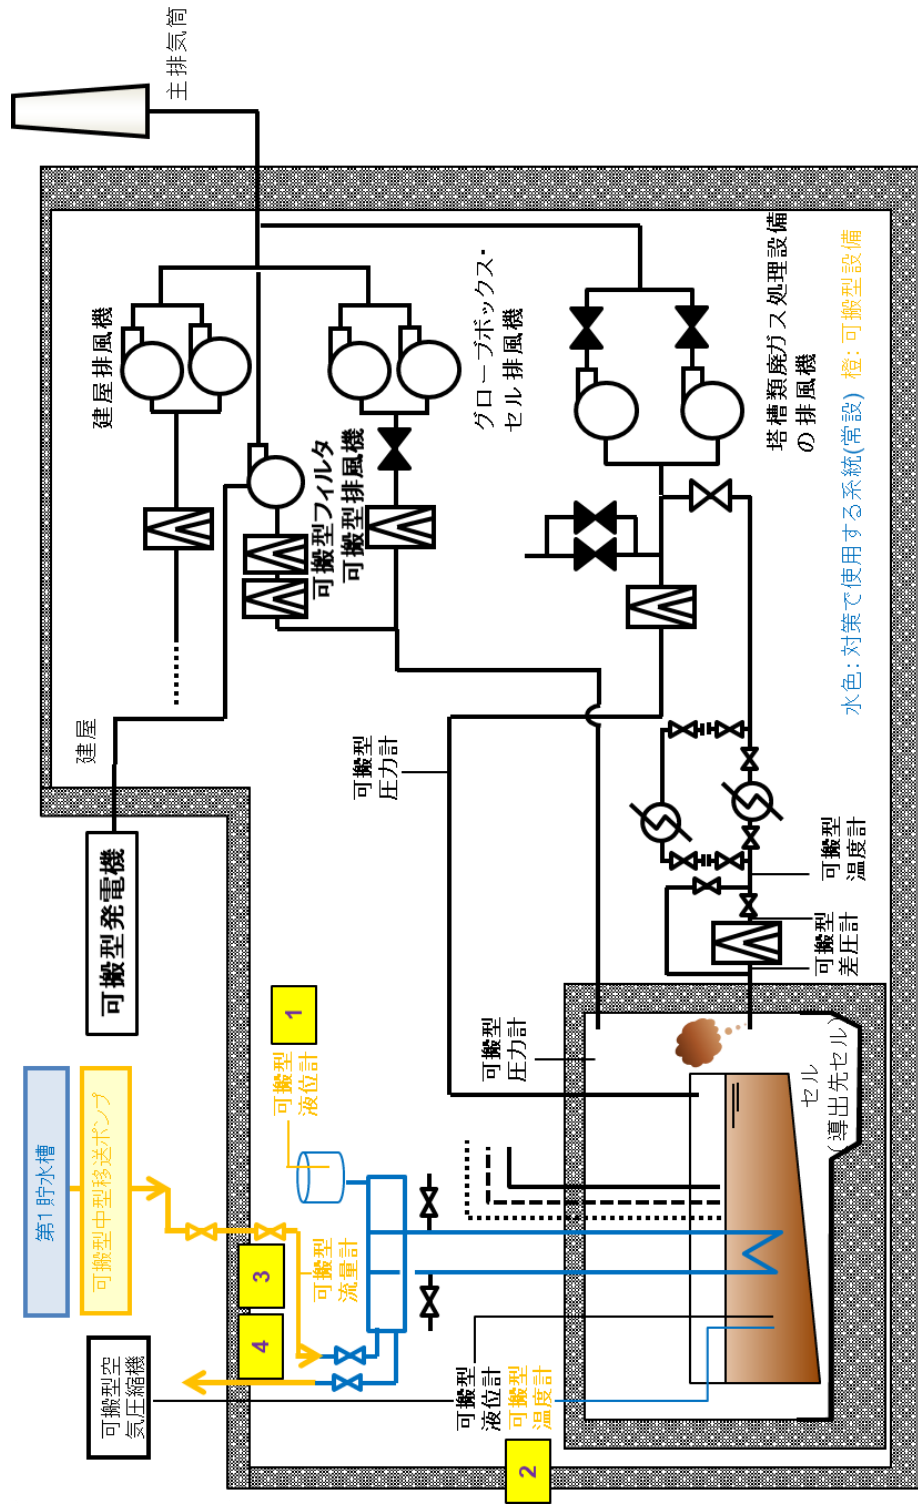 主排気筒
建屋排風機
グローブボックス・
セル排風機
塔槽類廃ガス処理設備
の排風機
可搬型フィルタ
可搬型排風機
建屋
可搬型発電機
第1貯水槽
可搬型中型移送ポンプ
可搬型空
気圧縮機
1
可搬型
液位計
3
可搬型
流量計
4
2
可搬型
液位計
可搬型
温度計
可搬型
圧力計
可搬型
圧力計
可搬型
差圧計
可搬型
温度計
セル
(導出先セル)
水色:対策で使用する系統(常設) 橙:可搬型設備